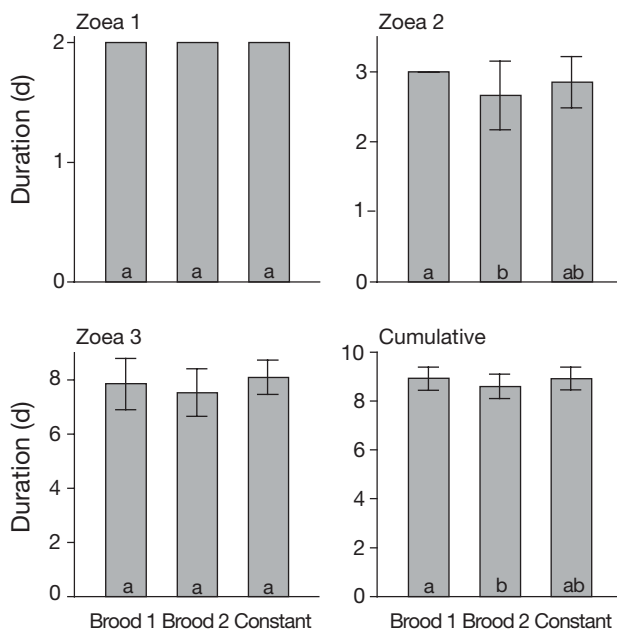 Zoea 1
Duration (d)
2
1
0
a
a
a
Zoea 2
3
2
1
0
a
b
ab
Zoea 3
Duration (d)
8
6
4
2
0
a
a
a
Brood 1 Brood 2 Constant
Cumulative
10
8
6
4
2
0
a
b
ab
Brood 1 Brood 2 Constant